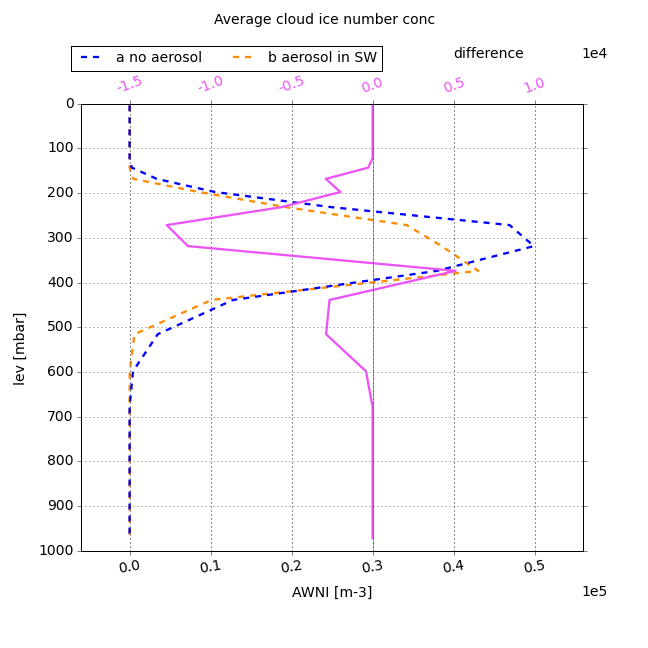 Average cloud ice number conc
a no aerosol b aerosol in SW difference 1e4
-1.5 -1.0 -0.5 0.0 0.5 1.0
0
100
200
300
400
500
600
700
800
900
1000
lev [mbar]
0.0 0.1 0.2 0.3 0.4 0.5
AWNI [m-3] 1e5